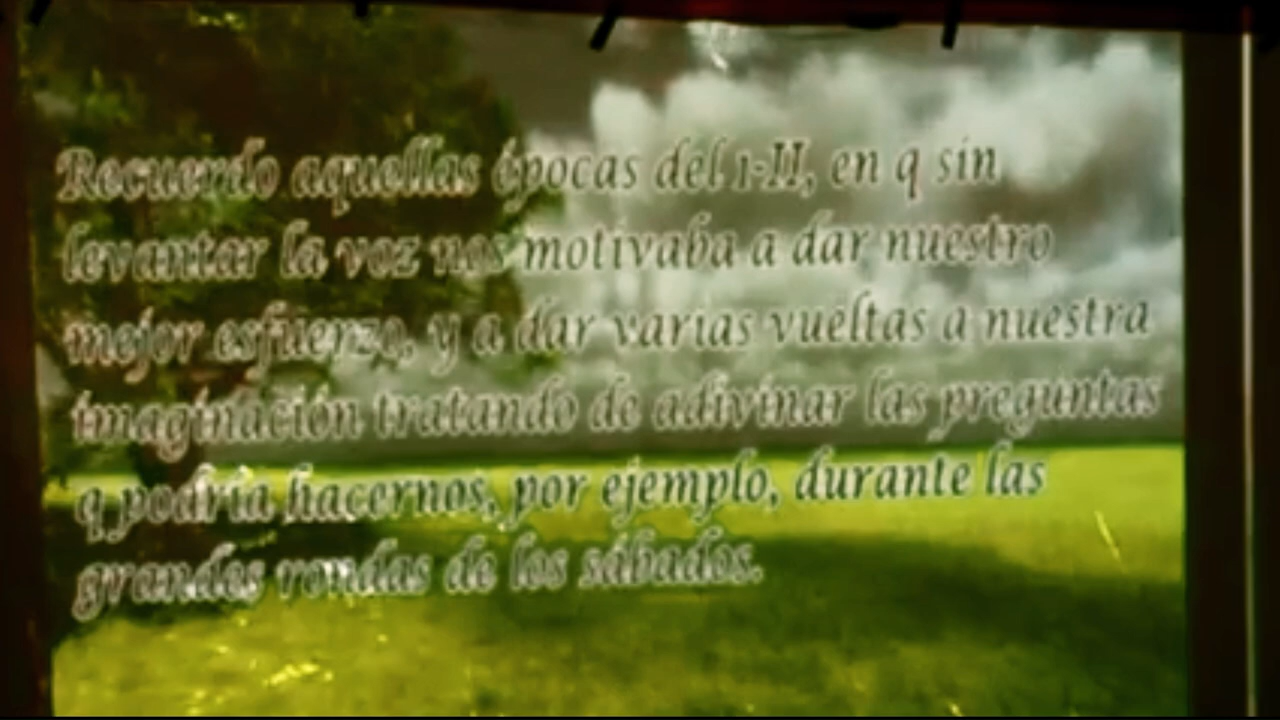 Recuerdo aquellas épocas del 1-II, en q sin
levantar la voz nos motivaba a dar nuestro
mejor esfuerzo, y a dar varias vueltas a nuestra
imaginación tratando de adivinar las preguntas
q podría hacernos, por ejemplo, durante las
grandes rondas de los sábados.